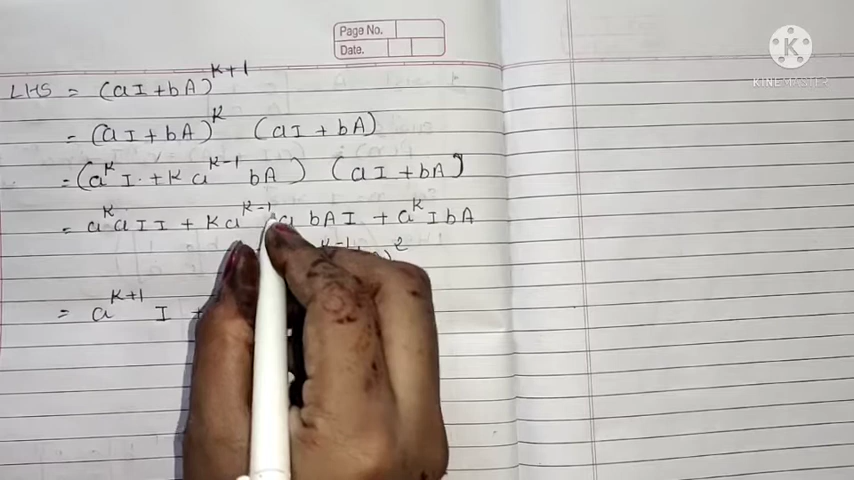 Page No.
Date.
KINEMASTER
LHS = (aI + bA)^{K+1}
= (aI + bA)^K (aI + bA)
= (a^K I + K a^{K-1} bA) (aI + bA)
= a^K a I I + K a^{K-1} a bAI + a^K I bA
= a^{K+1} I +